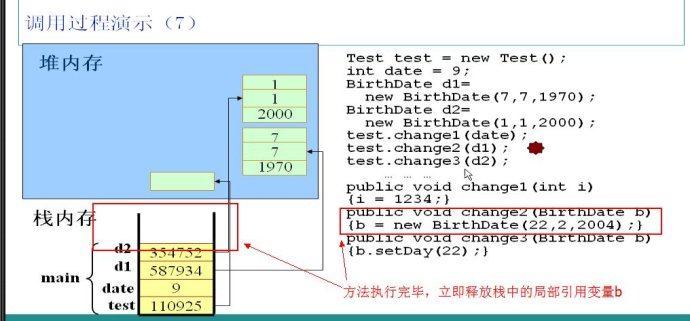 调用过程演示（7）
堆内存
1
1
2000
7
7
1970
栈内存
d2
354752
d1
587934
main
date
9
test
110925
Test test = new Test();
int date = 9;
BirthDate d1=
new BirthDate(7,7,1970);
BirthDate d2=
new BirthDate(1,1,2000);
test.change1(date);
test.change2(d1);
test.change3(d2);
… … …
public void change1(int i)
{i = 1234;}
public void change2(BirthDate b)
{b = new BirthDate(22,2,2004);}
public void change3(BirthDate b)
{b.setDay(22);}
方法执行完毕，立即释放栈中的局部引用变量b